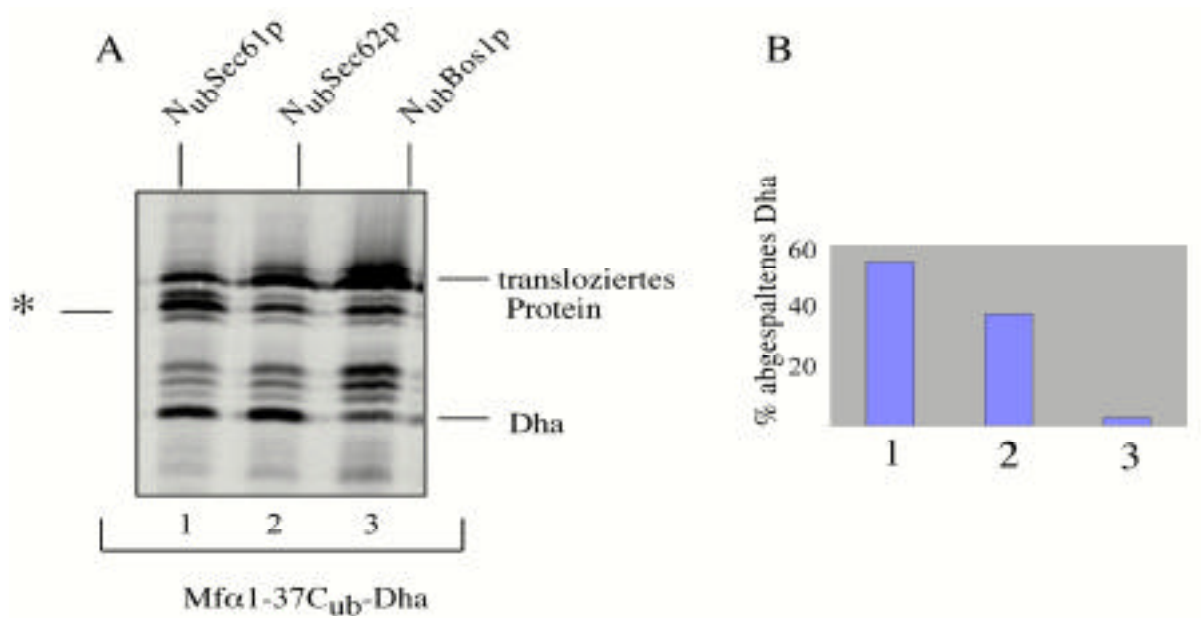 A
NubSec61p
NubSec62p
NubBos1p
transloziertes
Protein
*
Dha
1 2 3
Mfα1-37Cub-Dha
B
% abgespaltenes Dha
60
40
20
1 2 3